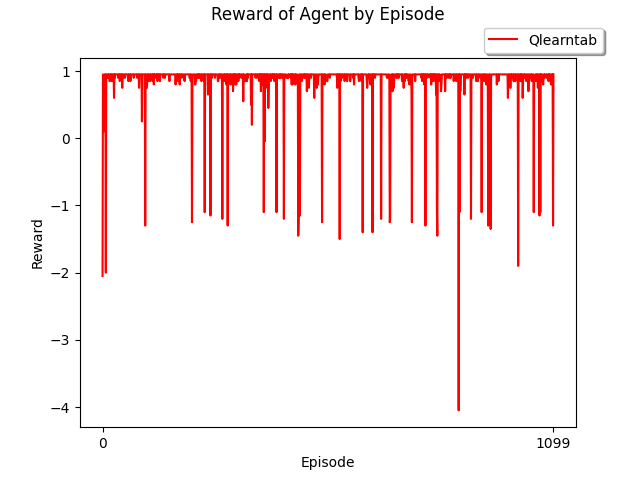 Reward of Agent by Episode
Qlearntab
1
0
−1
−2
−3
−4
Reward
0 1099
Episode